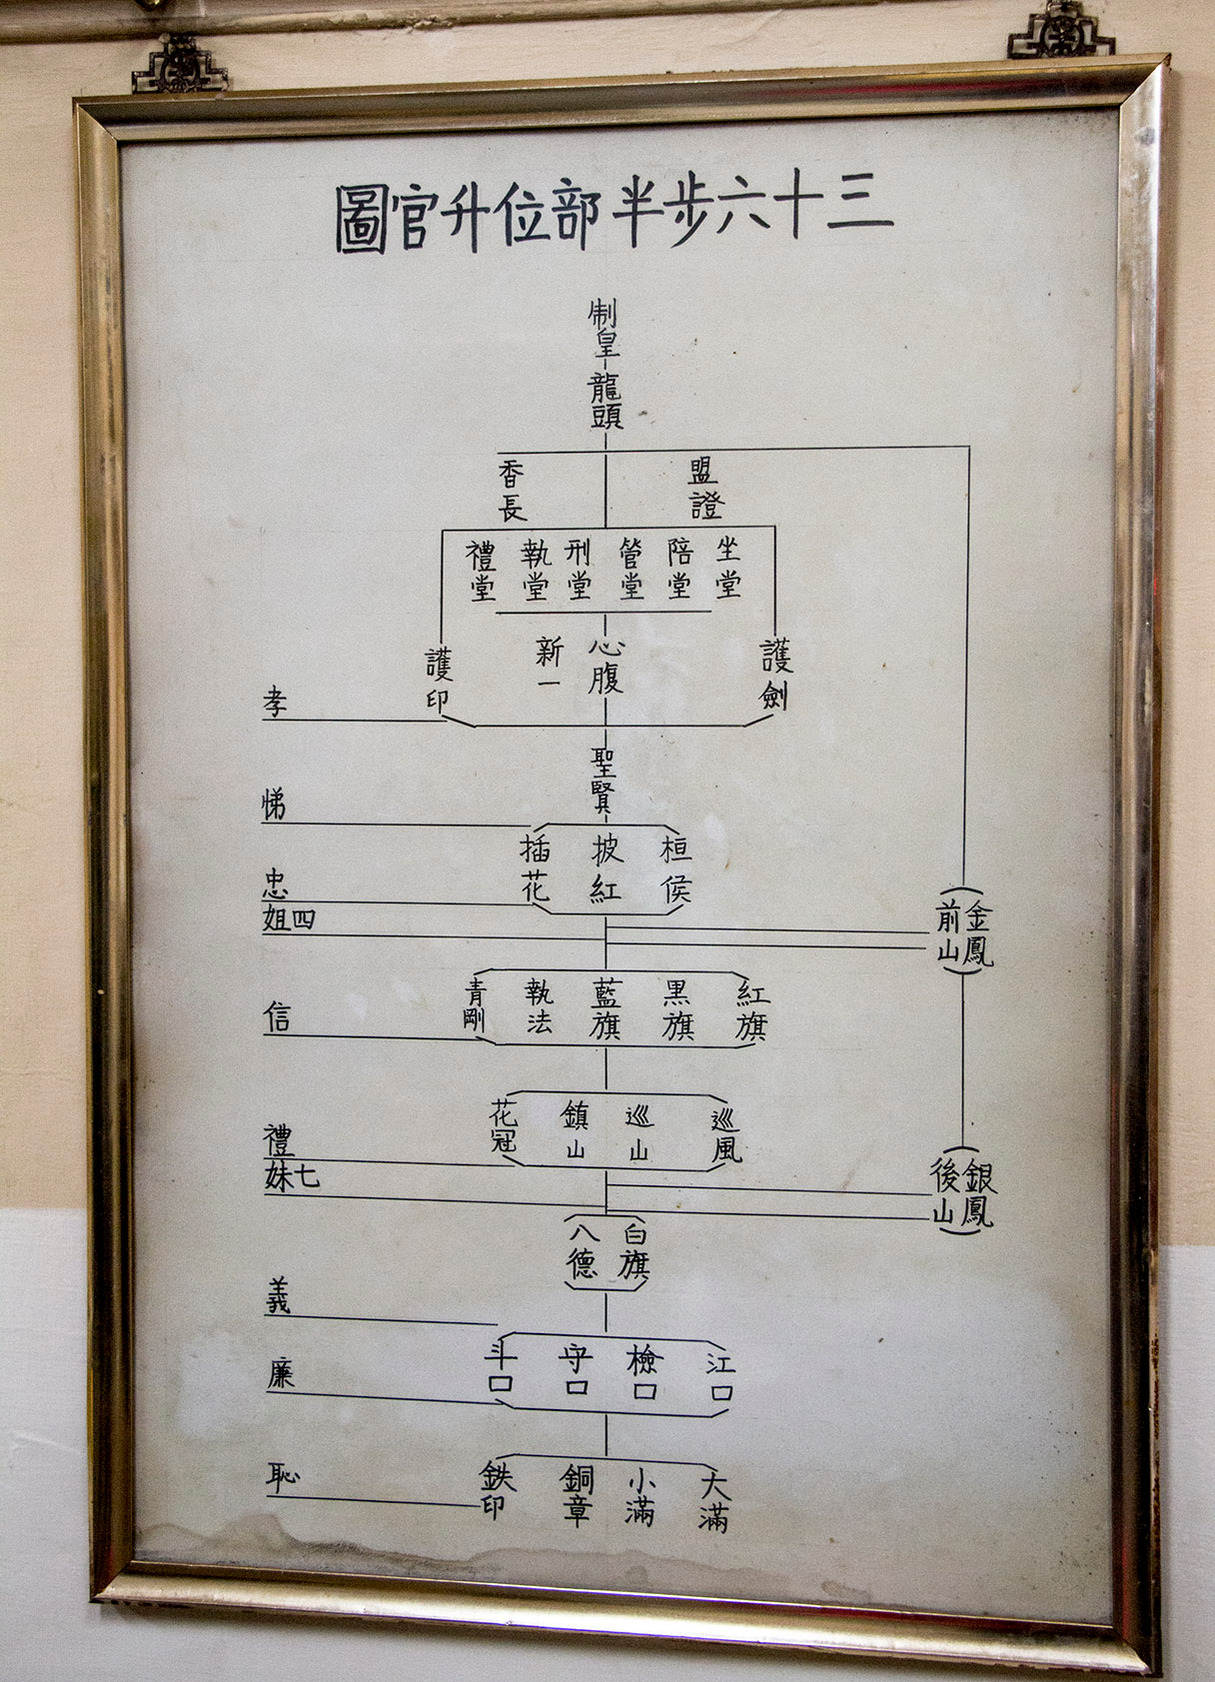 三十六步半部位升官圖
制皇
龍頭
盟證
香長
坐堂
陪堂
管堂
刑堂
執堂
禮堂
護劍
心腹
新一
護印
孝
聖賢
悌
桓侯
披紅
插花
忠
四姐
金鳳
前山
紅旗
黑旗
藍旗
執法
青剛
信
巡風
巡山
鎮山
花冠
禮
七妹
銀鳳
後山
白旗
八德
義
江口
檢口
守口
斗口
廉
大滿
小滿
銅章
鉄印
恥